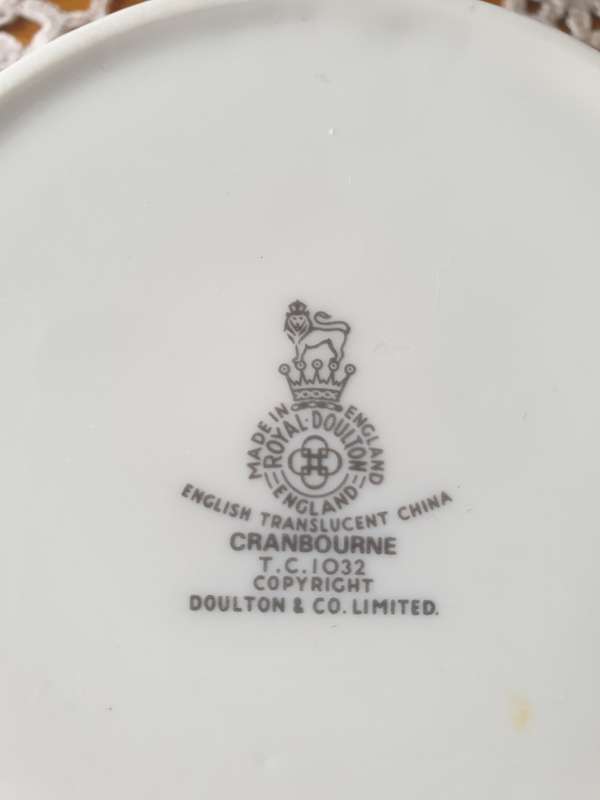 MADE IN ENGLAND
ROYAL·DOULTON
ENGLAND
ENGLISH TRANSLUCENT CHINA
CRANBOURNE
T.C.1032
COPYRIGHT
DOULTON & CO. LIMITED.